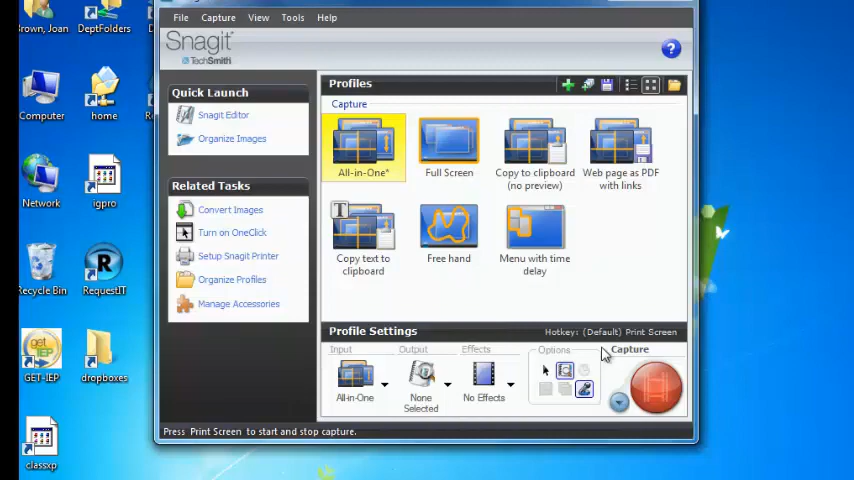 Brown, Joan
DeptFolders
Computer
home
Network
igpro
Recycle Bin
RequestIT
get IEP
GET-IEP
dropboxes
classxp
File Capture View Tools Help
Snagit
TechSmith
?
Quick Launch
Snagit Editor
Organize Images
Related Tasks
Convert Images
Turn on OneClick
Setup Snagit Printer
Organize Profiles
Manage Accessories
Profiles
Capture
All-in-One*
Full Screen
Copy to clipboard
(no preview)
Web page as PDF
with links
T
Copy text to
clipboard
Free hand
Menu with time
delay
Profile Settings
Hotkey: (Default) Print Screen
Input
Output
Effects
Options
Capture
All-in-One
None
Selected
No Effects
Press Print Screen to start and stop capture.